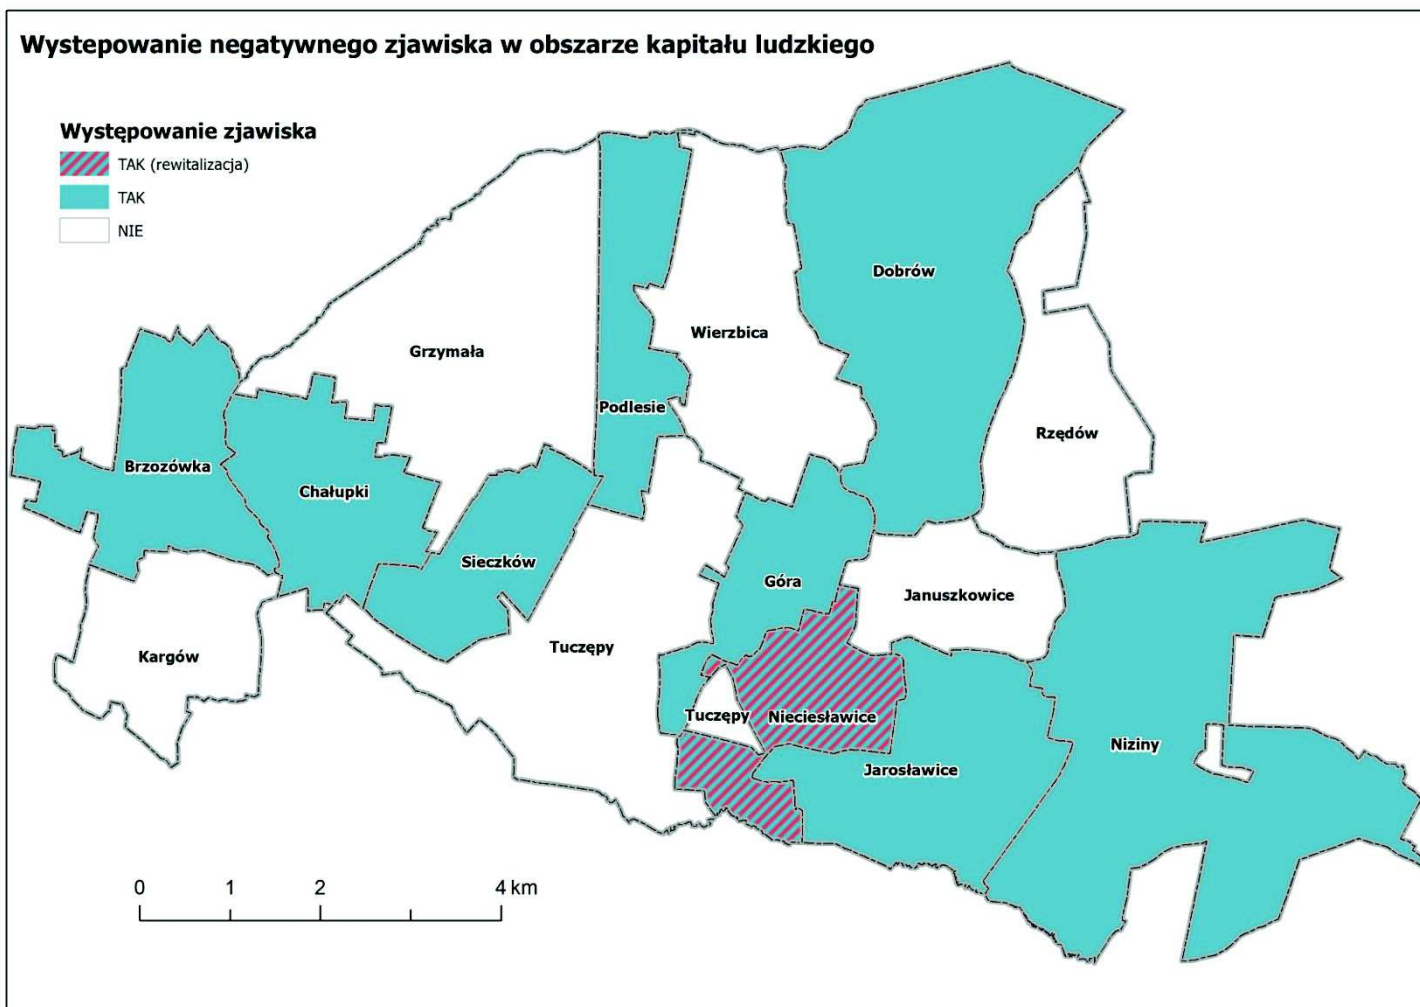 Wystepowanie negatywnego zjawiska w obszarze kapitału ludzkiego
Występowanie zjawiska
TAK (rewitalizacja)
TAK
NIE
Dobrów
Wierzbica
Grzymała
Podlesie
Rzędów
Brzozówka
Chałupki
Sieczków
Góra
Januszkowice
Tuczępy
Kargów
Tuczępy
Nieciesławice
Niziny
Jarosławice
0 1 2 4 km